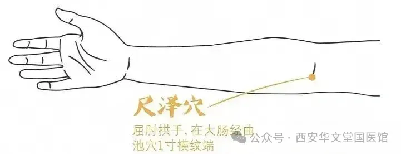 尺泽穴
屈肘拱手，在大肠经曲
池穴1寸横纹端
公众号·西安华文堂国医馆